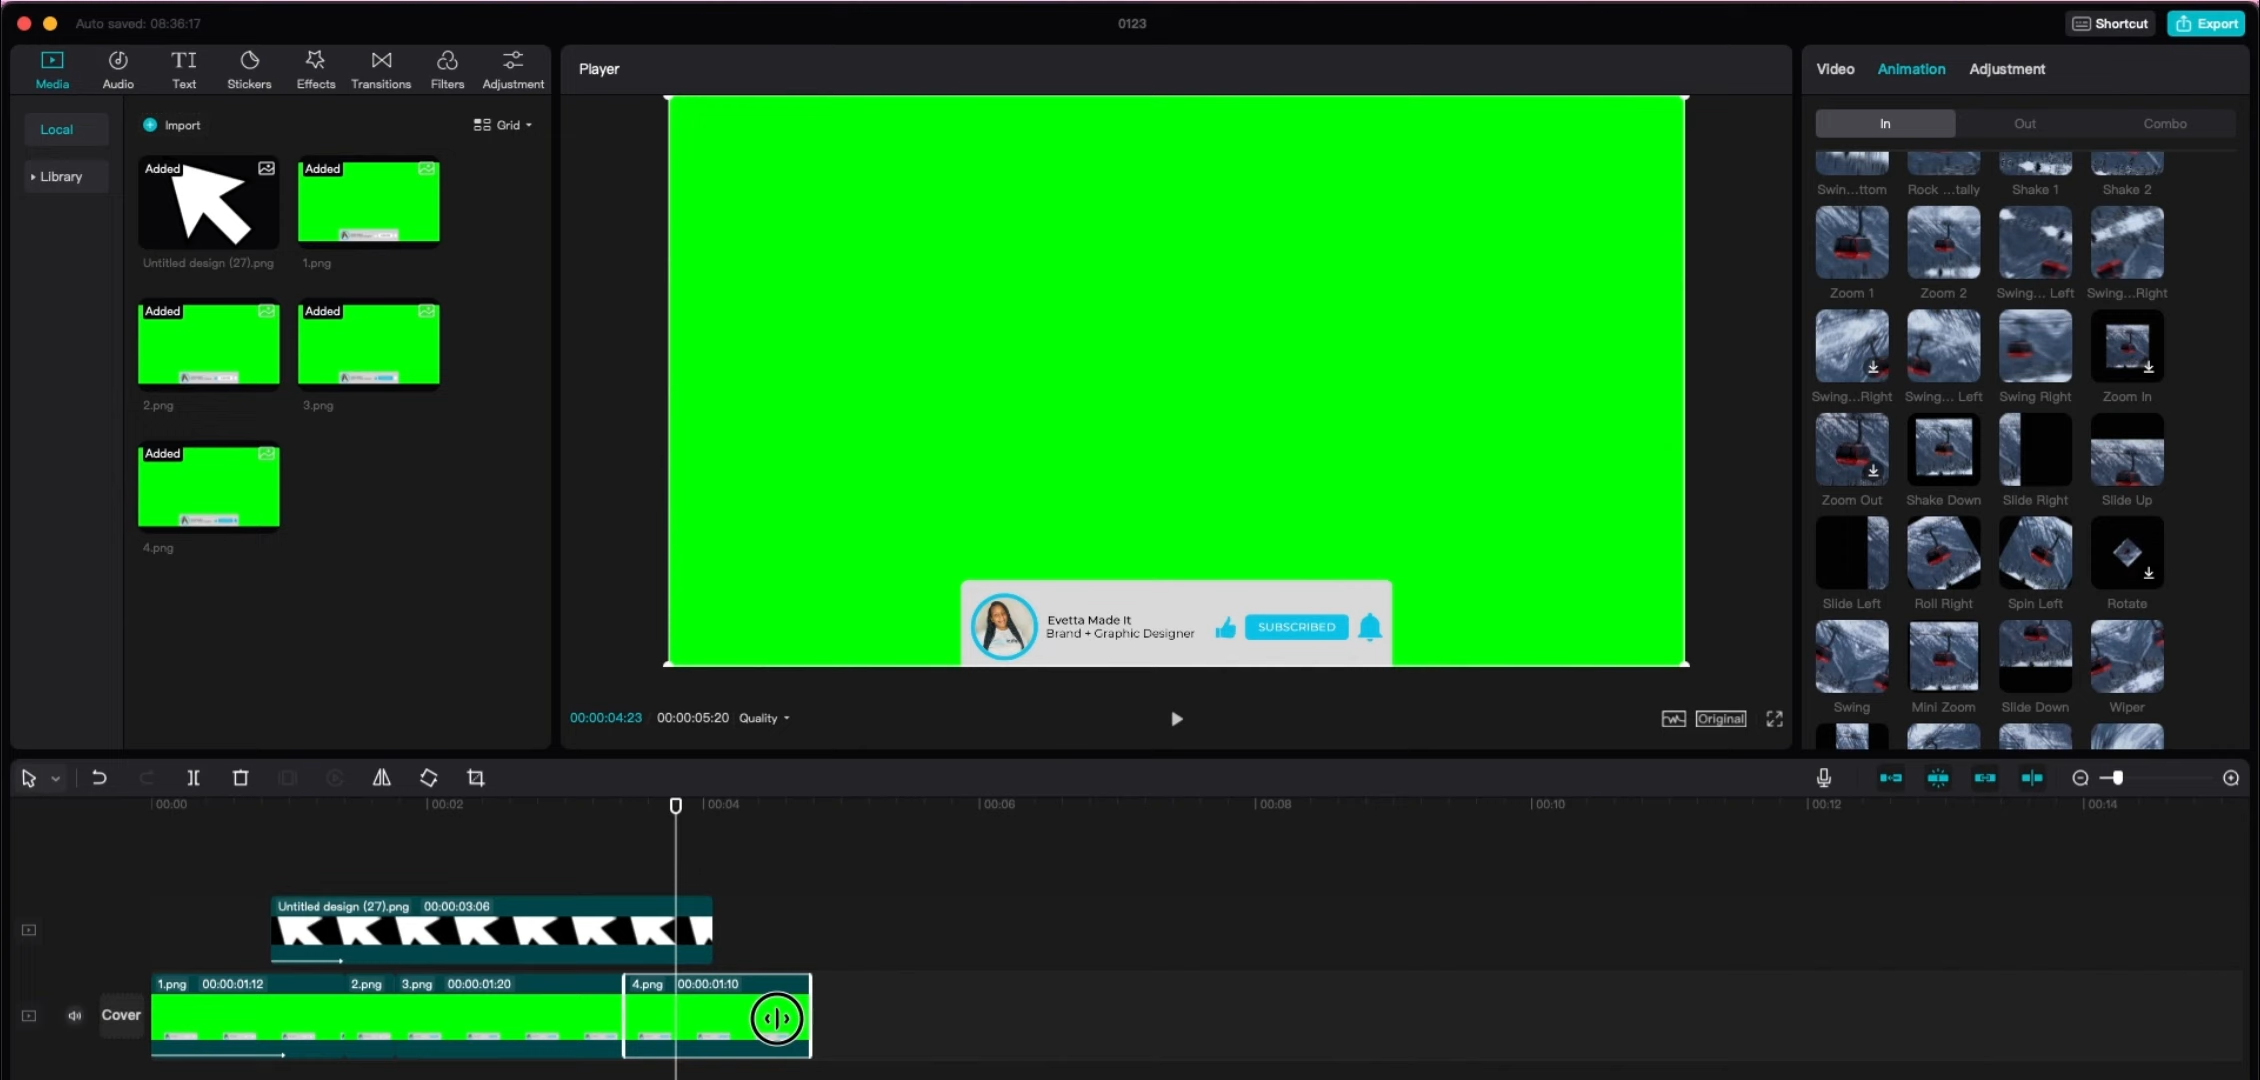 Auto saved: 08:36:17
0123
Shortcut
Export
Media
Audio
TI
Text
Stickers
Effects
Transitions
Filters
Adjustment
Player
Video
Animation
Adjustment
Local
Library
Import
Grid
In
Out
Combo
Added
Untitled design (27).png
Added
1.png
Added
2.png
Added
3.png
Added
4.png
Swin...ttom
Rock ...tally
Shake 1
Shake 2
Zoom 1
Zoom 2
Swing... Left
Swing...Right
Swing...Right
Swing... Left
Swing Right
Zoom In
Zoom Out
Shake Down
Slide Right
Slide Up
Slide Left
Roll Right
Spin Left
Rotate
Swing
Mini Zoom
Slide Down
Wiper
Evetta Made It
Brand + Graphic Designer
SUBSCRIBED
00:00:04:23
00:00:05:20
Quality
Original
00:00
00:02
00:04
00:06
00:08
00:10
00:12
00:14
Untitled design (27).png 00:00:03:06
1.png 00:00:01:12
2.png
3.png 00:00:01:20
4.png 00:00:01:10
Cover